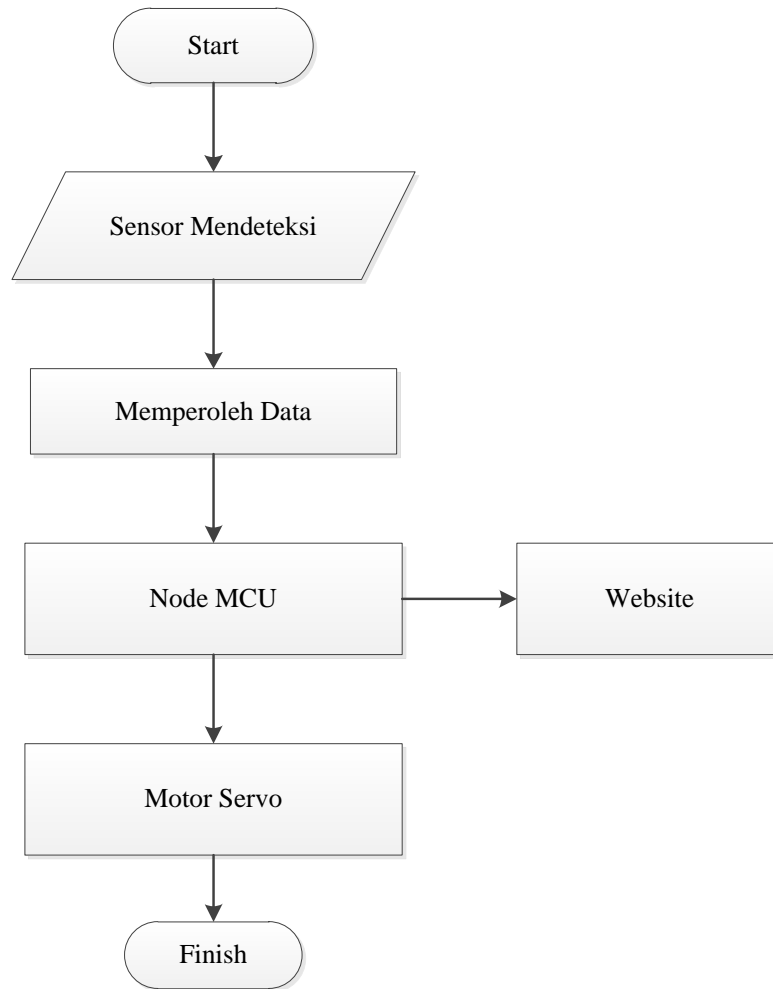 Start
Sensor Mendeteksi
Memperoleh Data
Node MCU
Website
Motor Servo
Finish